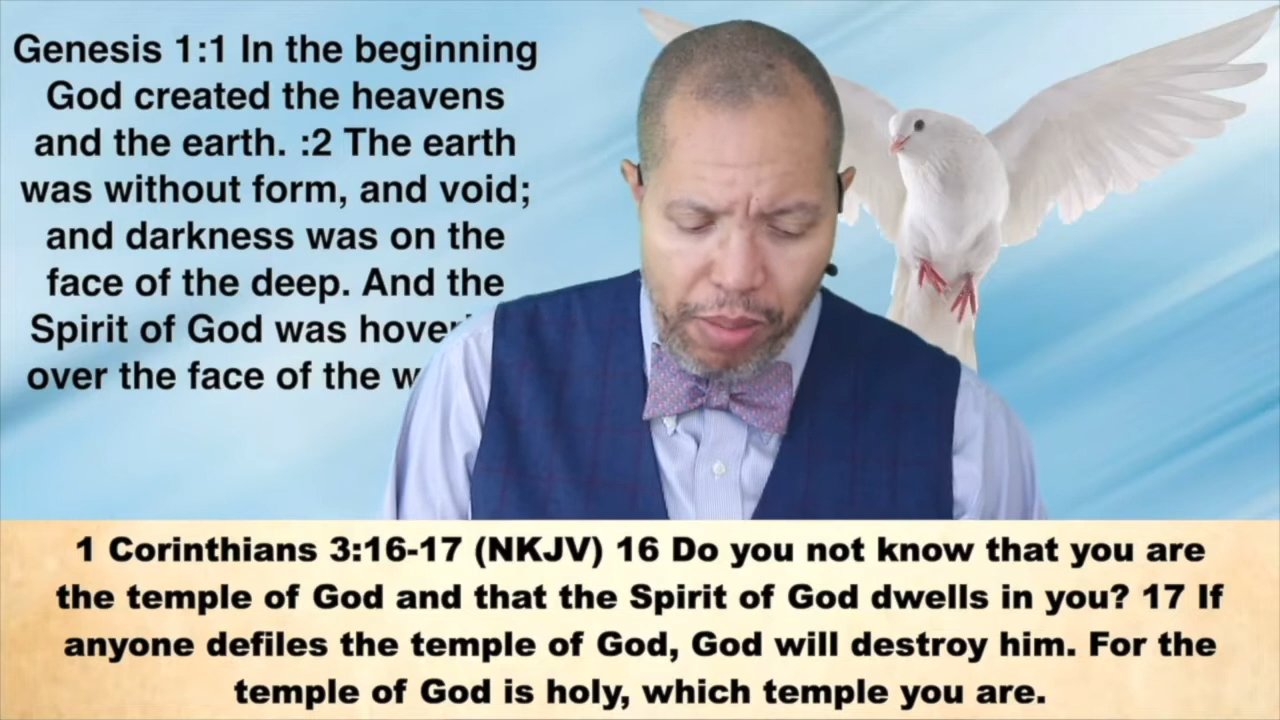 Genesis 1:1 In the beginning
God created the heavens
and the earth. :2 The earth
was without form, and void;
and darkness was on the
face of the deep. And the
Spirit of God was
over the face of the
1 Corinthians 3:16-17 (NKJV) 16 Do you not know that you are
the temple of God and that the Spirit of God dwells in you? 17 If
anyone defiles the temple of God, God will destroy him. For the
temple of God is holy, which temple you are.